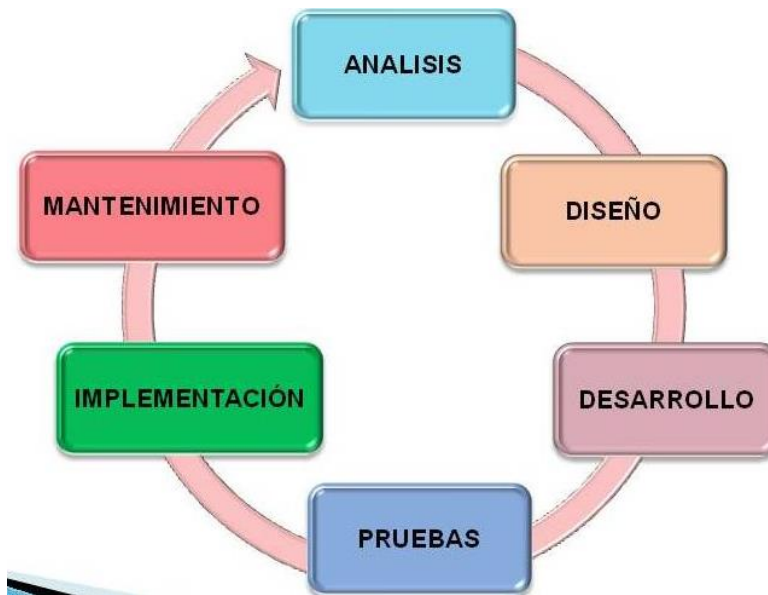 ANALISIS
DISEÑO
DESARROLLO
PRUEBAS
IMPLEMENTACIÓN
MANTENIMIENTO